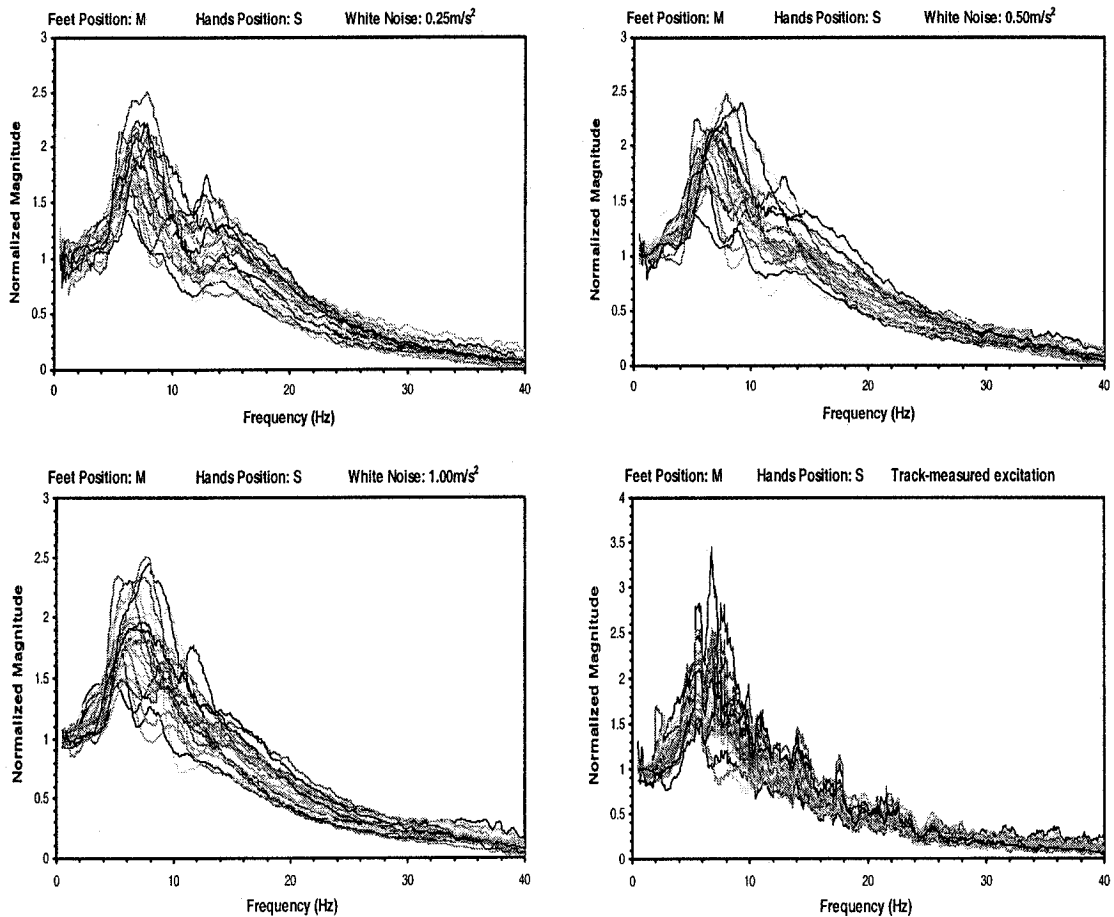 Feet Position: M Hands Position: S White Noise: 0.25m/s²
3
2.5
2
1.5
1
0.5
0
0 10 20 30 40
Normalized Magnitude
Frequency (Hz)
Feet Position: M Hands Position: S White Noise: 0.50m/s²
3
2.5
2
1.5
1
0.5
0
0 10 20 30 40
Normalized Magnitude
Frequency (Hz)
Feet Position: M Hands Position: S White Noise: 1.00m/s²
3
2.5
2
1.5
1
0.5
0
0 10 20 30 40
Normalized Magnitude
Frequency (Hz)
Feet Position: M Hands Position: S Track-measured excitation
4
3.5
3
2.5
2
1.5
1
0.5
0
0 10 20 30 40
Normalized Magnitude
Frequency (Hz)